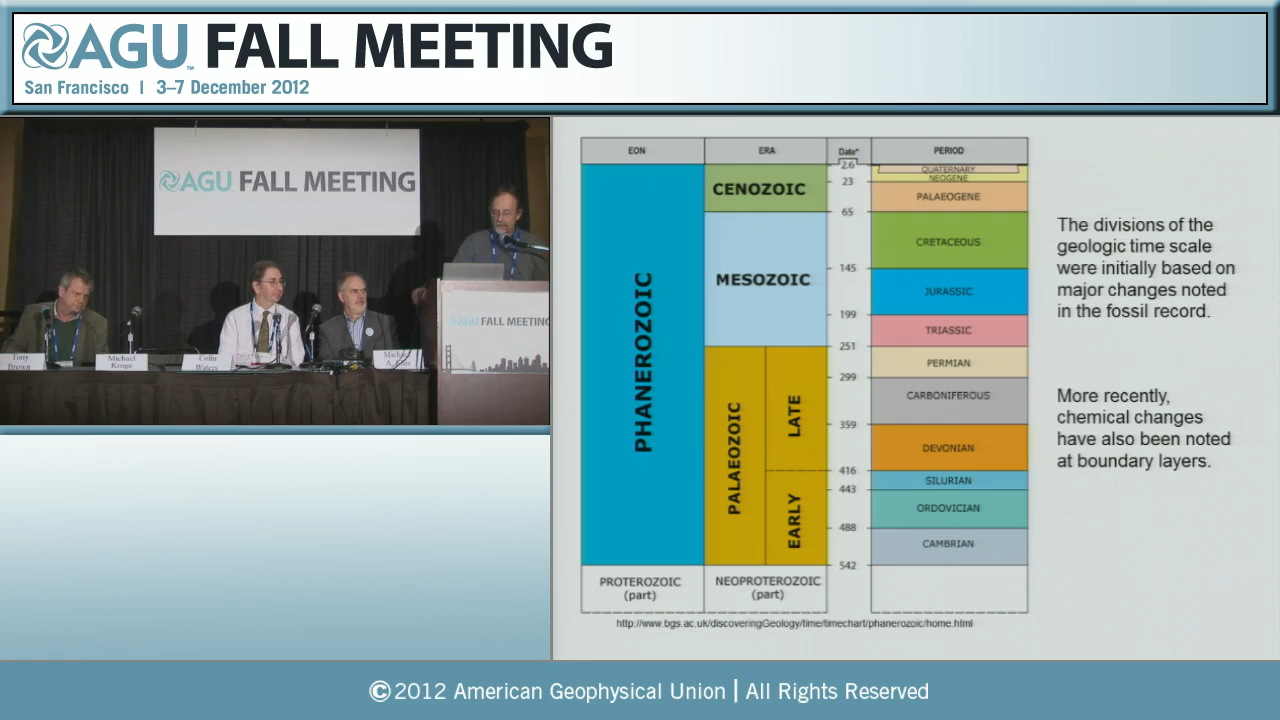 AGU™ FALL MEETING
San Francisco | 3–7 December 2012
AGU FALL MEETING
AGU FALL MEETING
Tony
Brown
Michael
Kruge
Colin
Waters
Michael
EON
ERA
Date*
PERIOD
PHANEROZOIC
CENOZOIC
MESOZOIC
PALAEOZOIC
LATE
EARLY
2.6
23
65
145
199
251
299
359
416
443
488
542
QUATERNARY
NEOGENE
PALAEOGENE
CRETACEOUS
JURASSIC
TRIASSIC
PERMIAN
CARBONIFEROUS
DEVONIAN
SILURIAN
ORDOVICIAN
CAMBRIAN
PROTEROZOIC
(part)
NEOPROTEROZOIC
(part)
http://www.bgs.ac.uk/discoveringGeology/time/timechart/phanerozoic/home.html
The divisions of the
geologic time scale
were initially based on
major changes noted
in the fossil record.
More recently,
chemical changes
have also been noted
at boundary layers.
©2012 American Geophysical Union | All Rights Reserved